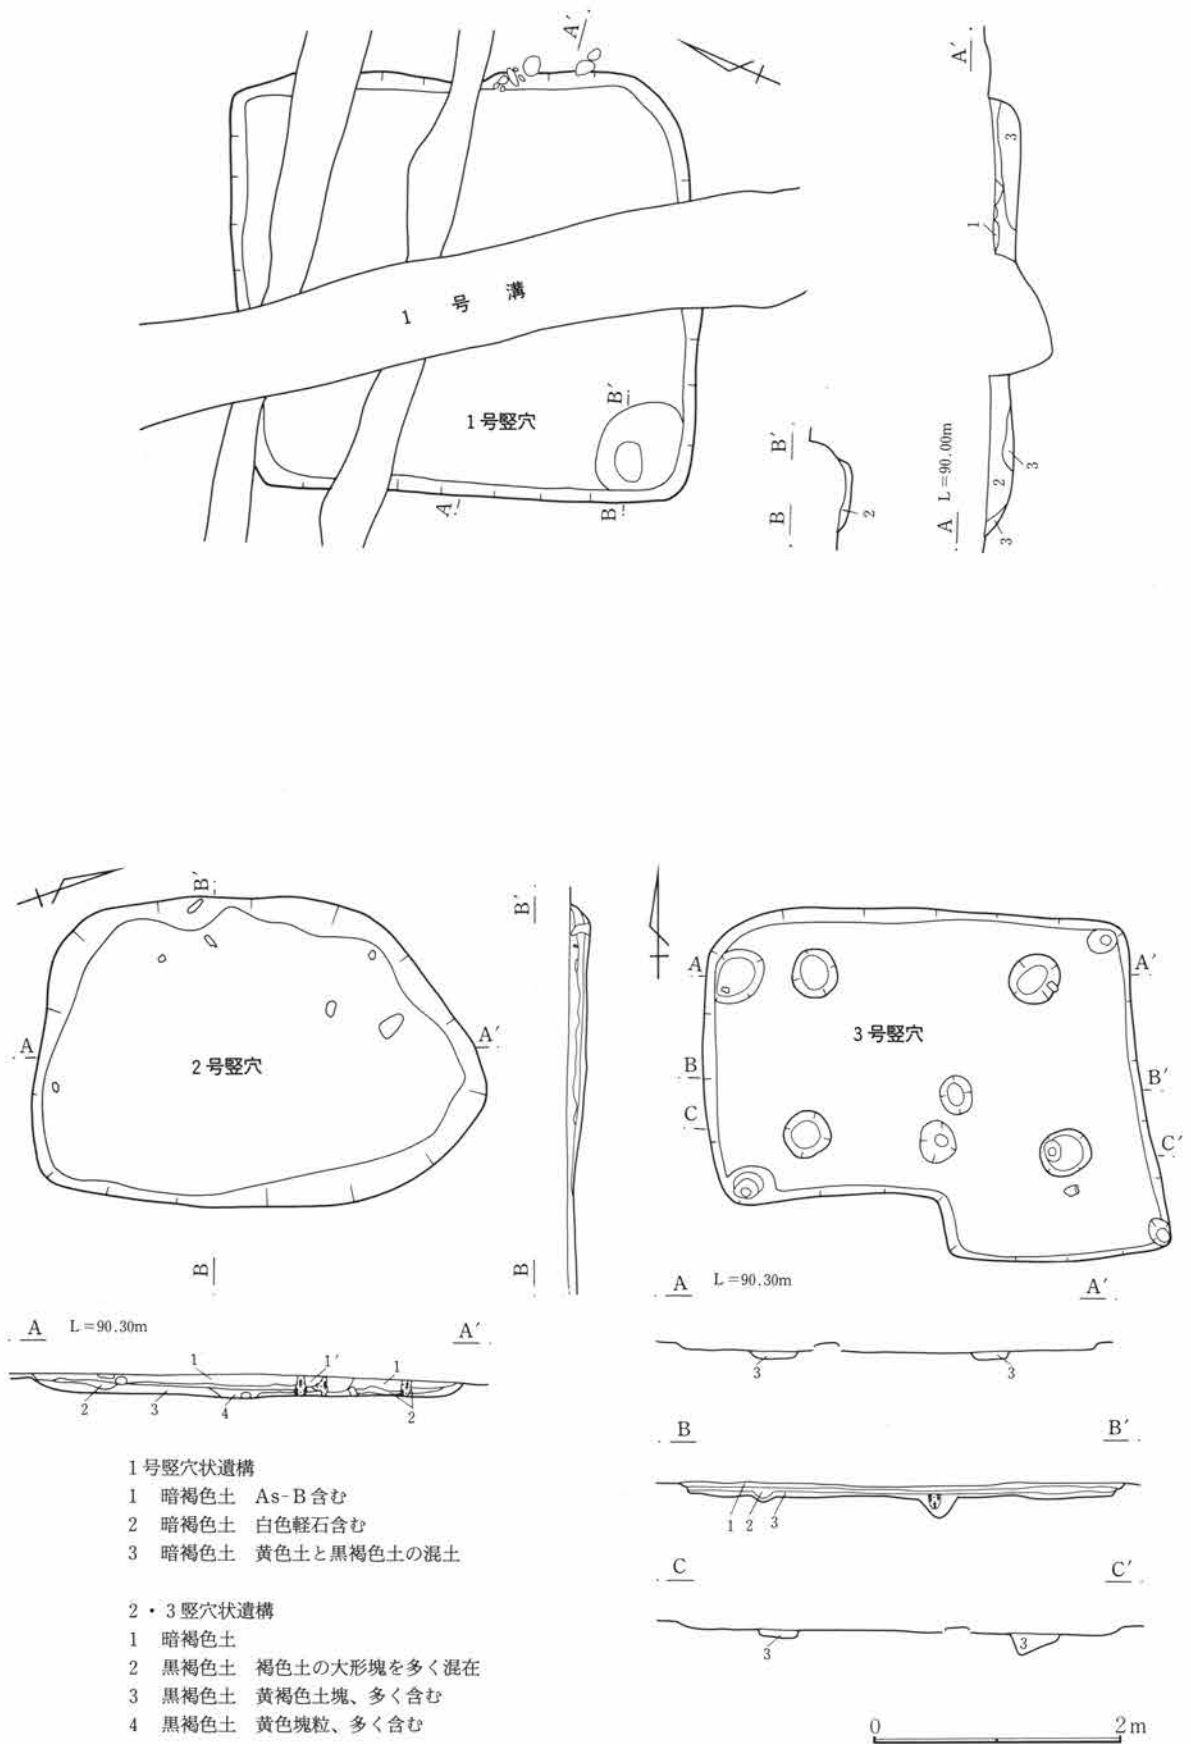 A′
A′
3
1
1号溝
B′
1号竪穴
B′
L=90.00m
3
2
A
B
B
2
A
3
B′
B′
A
A′
A
A′
2号竪穴
3号竪穴
B
B′
C
C′
B
B
A L=90.30m A′
A L=90.30m A′
1 1′ 1
2 3 4 2
3 3
B B′
1 2 3
C C′
3 3
1号竪穴状遺構
1 暗褐色土 As-B含む
2 暗褐色土 白色軽石含む
3 暗褐色土 黄色土と黒褐色土の混土
2・3竪穴状遺構
1 暗褐色土
2 黒褐色土 褐色土の大形塊を多く混在
3 黒褐色土 黄褐色土塊、多く含む
4 黒褐色土 黄色塊粒、多く含む
0 2m